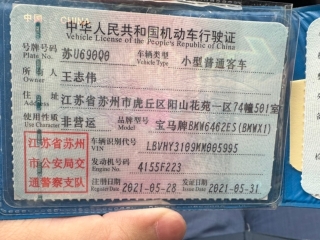 中华人民共和国机动车行驶证
Vehicle License of the People's Republic of China
号牌号码 苏U690Q0 车辆类型 小型普通客车
Plate No. Vehicle Type
所有人 王志伟
Owner
住址 江苏省苏州市虎丘区阳山花苑一区74幢501室
Address
使用性质 非营运 品牌型号 宝马牌BMW6462ES(BMWX1)
Use Character Model
江苏省苏州 车辆识别代号 LBVHY3109MM005995
VIN
市公安局交 发动机号码 4155F223
Engine No.
通警察支队 注册日期 2021-05-28 发证日期 2021-05-31
Register Date Issue Date